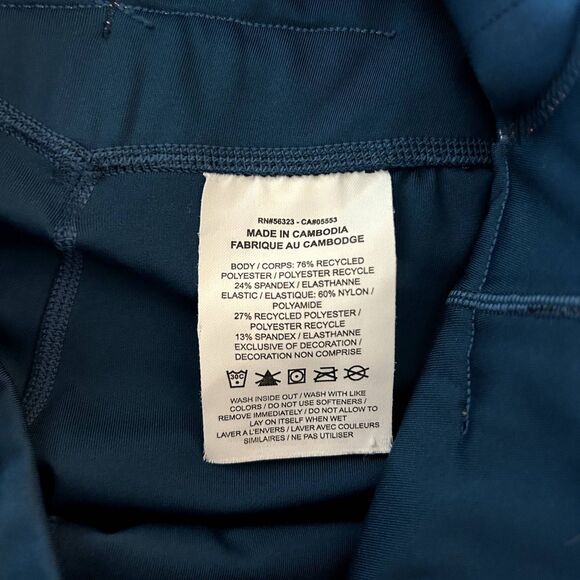 RN#56323 - CA#05553
MADE IN CAMBODIA
FABRIQUE AU CAMBODGE
BODY / CORPS: 76% RECYCLED
POLYESTER / POLYESTER RECYCLE
24% SPANDEX / ELASTHANNE
ELASTIC / ELASTIQUE: 60% NYLON /
POLYAMIDE
27% RECYCLED POLYESTER /
POLYESTER RECYCLE
13% SPANDEX / ELASTHANNE
EXCLUSIVE OF DECORATION /
DECORATION NON COMPRISE
30C
WASH INSIDE OUT / WASH WITH LIKE
COLORS / DO NOT USE SOFTENERS /
REMOVE IMMEDIATELY / DO NOT ALLOW TO
LAY ON ITSELF WHEN WET
LAVER A L'ENVERS / LAVER AVEC COULEURS
SIMILAIRES / NE PAS UTILISER